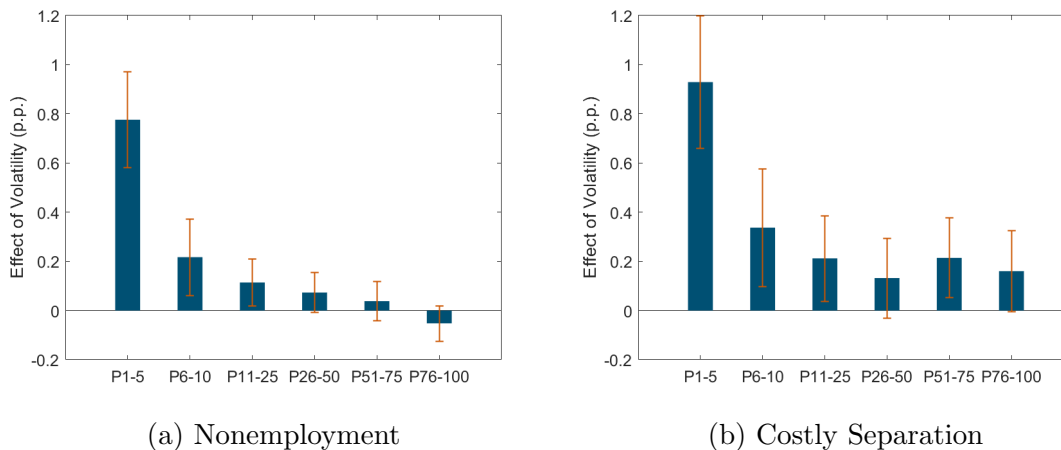 Effect of Volatility (p.p.)
1.2
1
0.8
0.6
0.4
0.2
0
-0.2
P1-5 P6-10 P11-25 P26-50 P51-75 P76-100
(a) Nonemployment
Effect of Volatility (p.p.)
1.2
1
0.8
0.6
0.4
0.2
0
-0.2
P1-5 P6-10 P11-25 P26-50 P51-75 P76-100
(b) Costly Separation